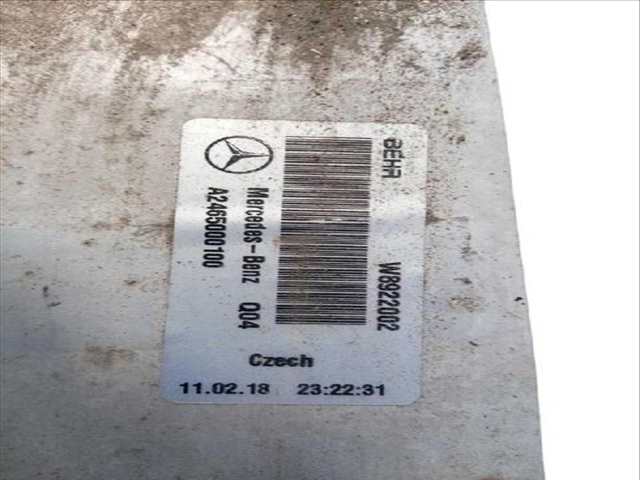 BEHR W8922002
Mercedes-Benz Q04
A2465000100
Czech
11.02.18 23:22:31